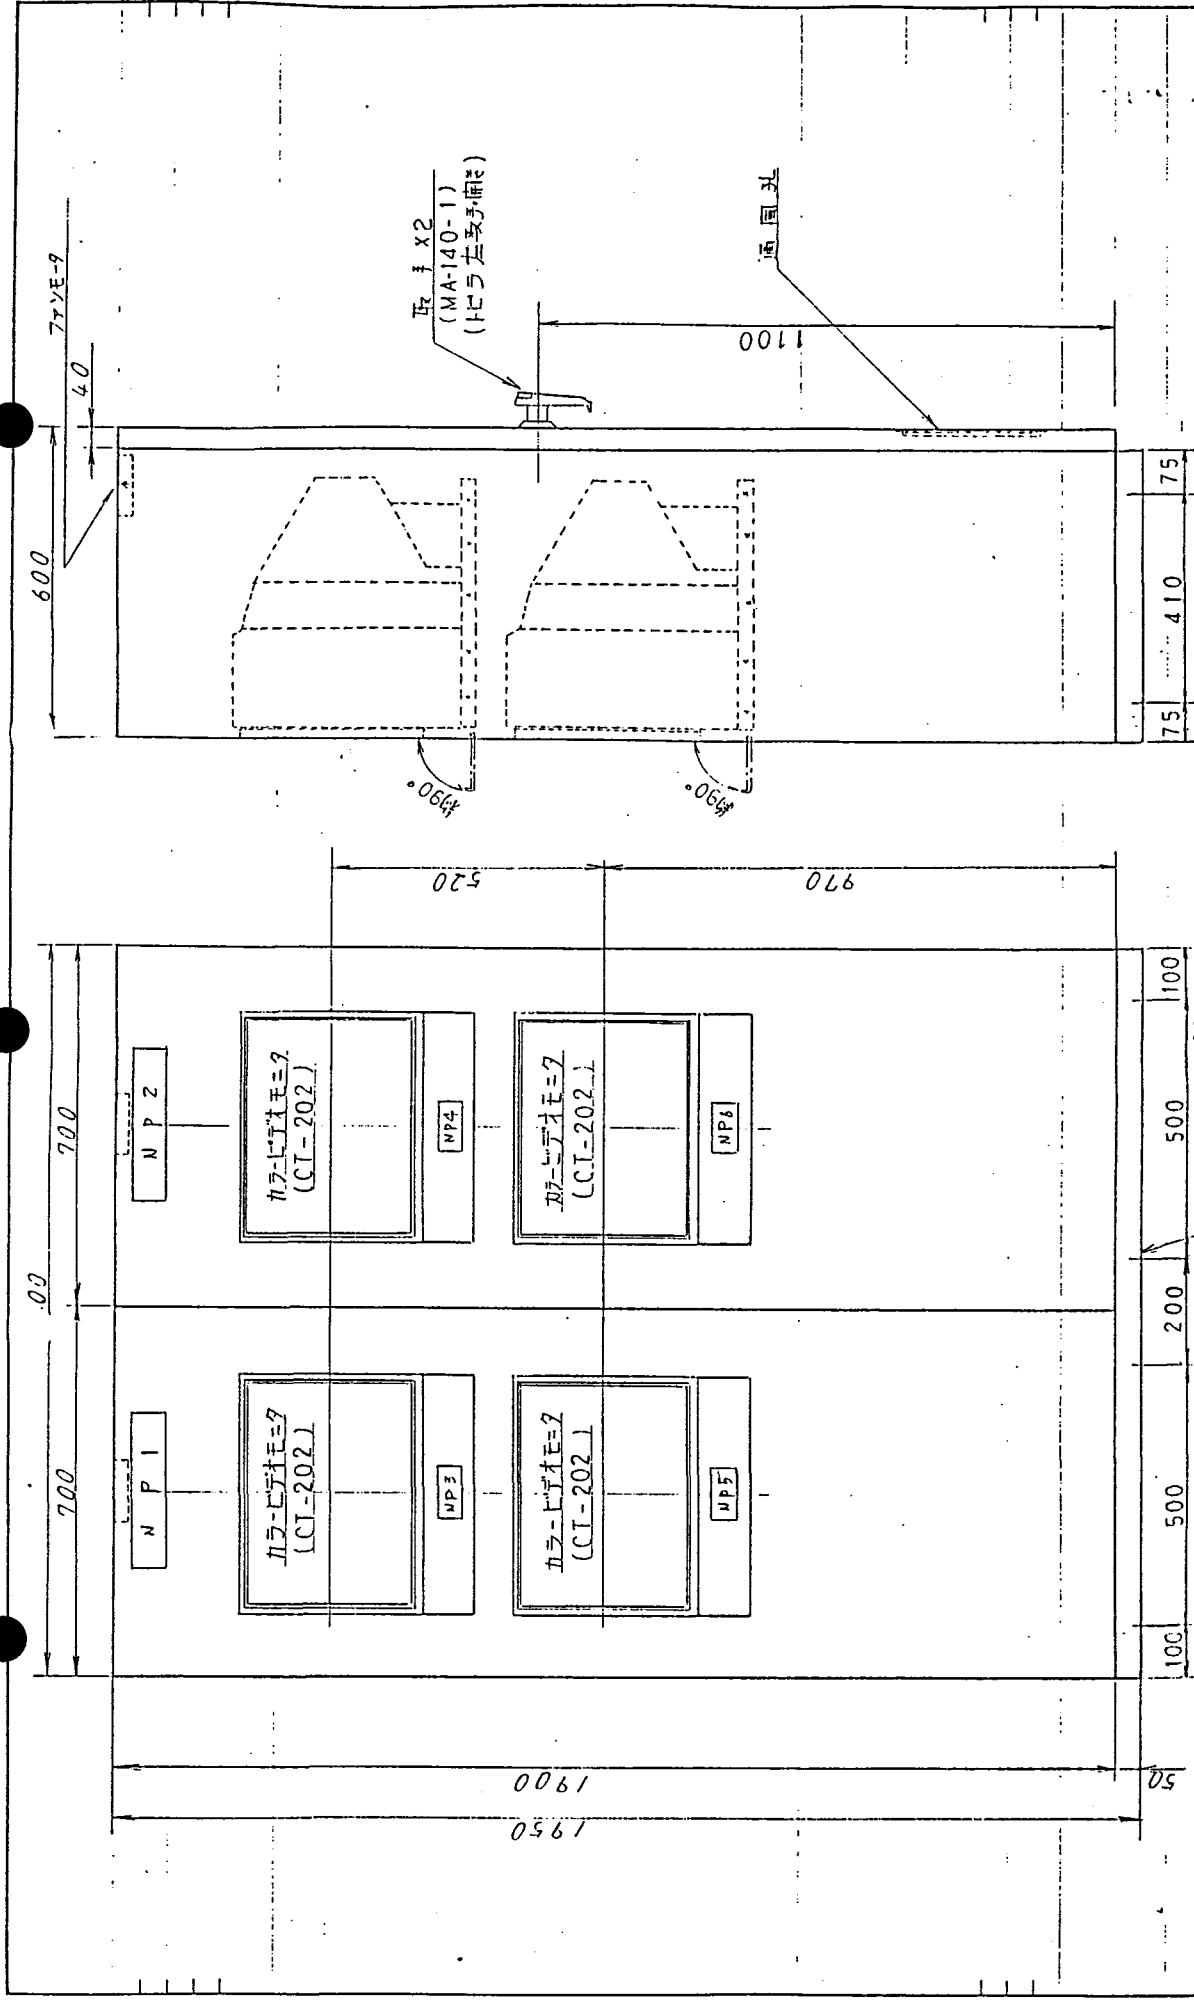 ファンモータ
40
600
取手 X2
(MA-140-1)
(トビラ左右開き)
1100
通風孔
75
410
75
約90°
約90°
520
970
700
700
NP1
NP2
カラービデオモニタ
(CT-202)
カラービデオモニタ
(CT-202)
NP3
NP4
カラービデオモニタ
(CT-202)
カラービデオモニタ
(CT-202)
NP5
NP6
1900
1950
50
100
500
200
500
100